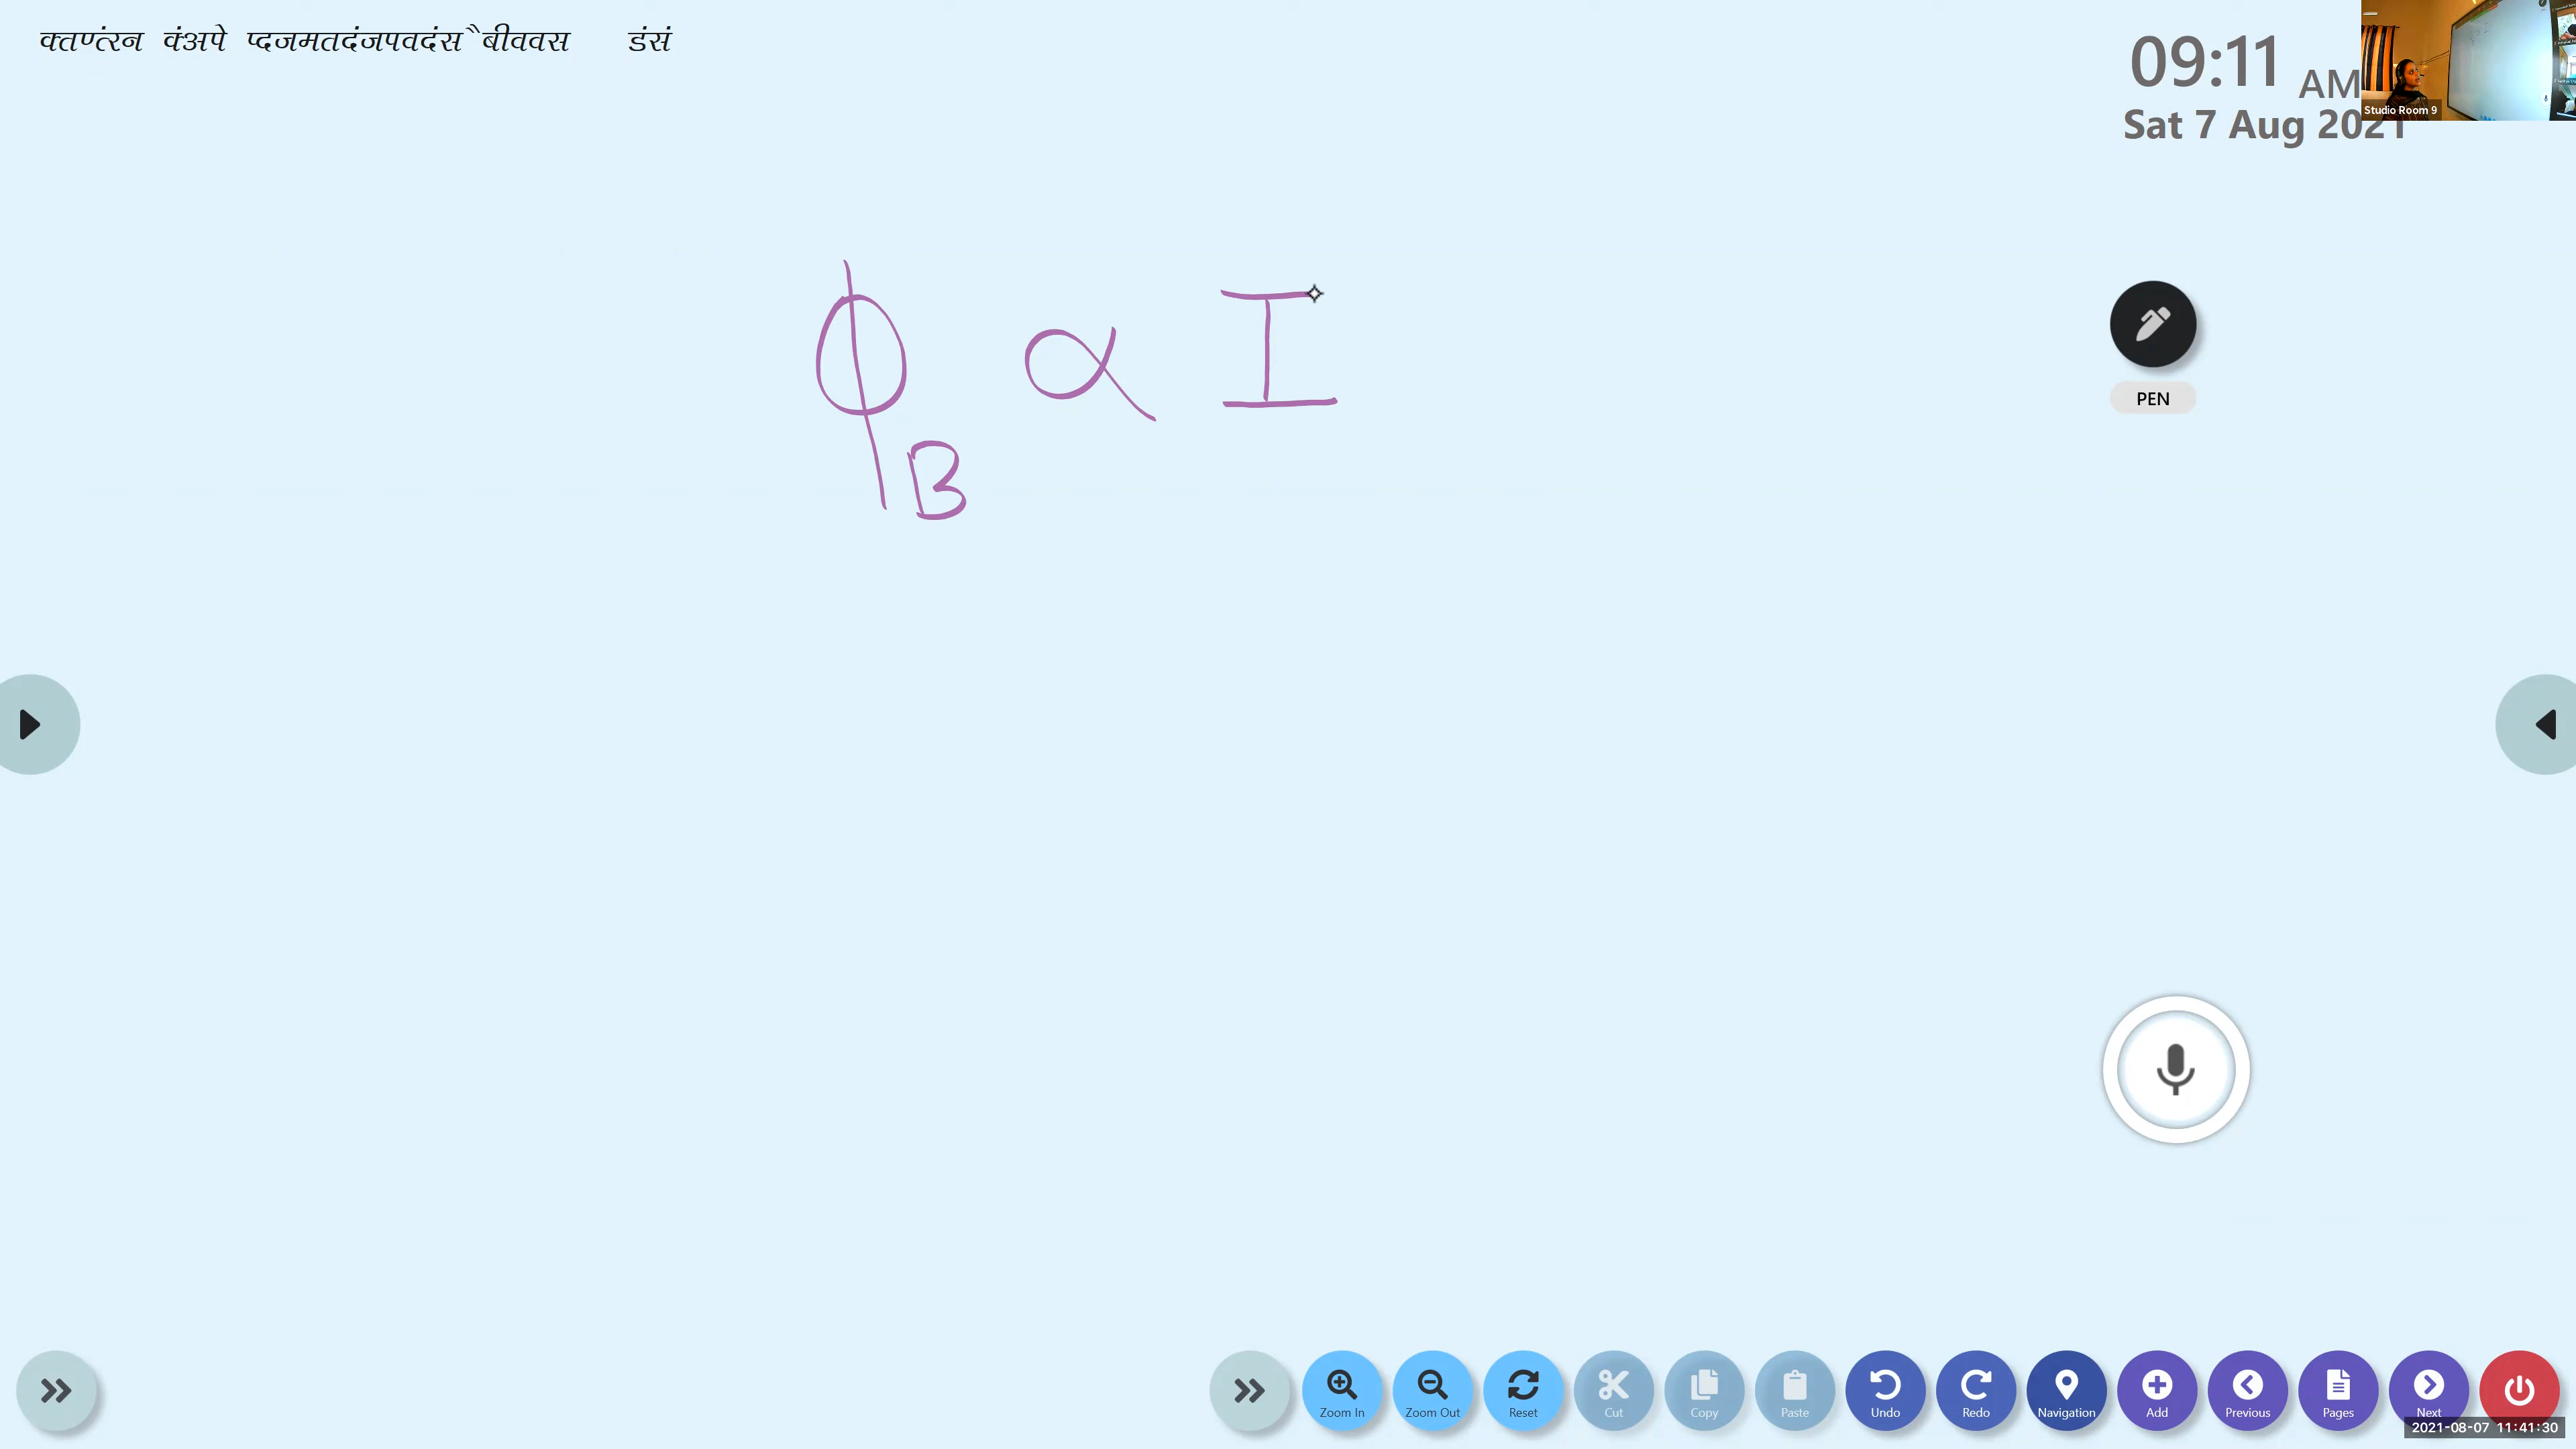 क्तण्तंरन क्ंअपे प्दजमतदंजपवदंस ैबीववस डंसं
09:11 AM
Sat 7 Aug 2021
Studio Room 9
ϕ_B α I
PEN
Zoom In Zoom Out Reset Cut Copy Paste Undo Redo Navigation Add Previous Pages Next
2021-08-07 11:41:30